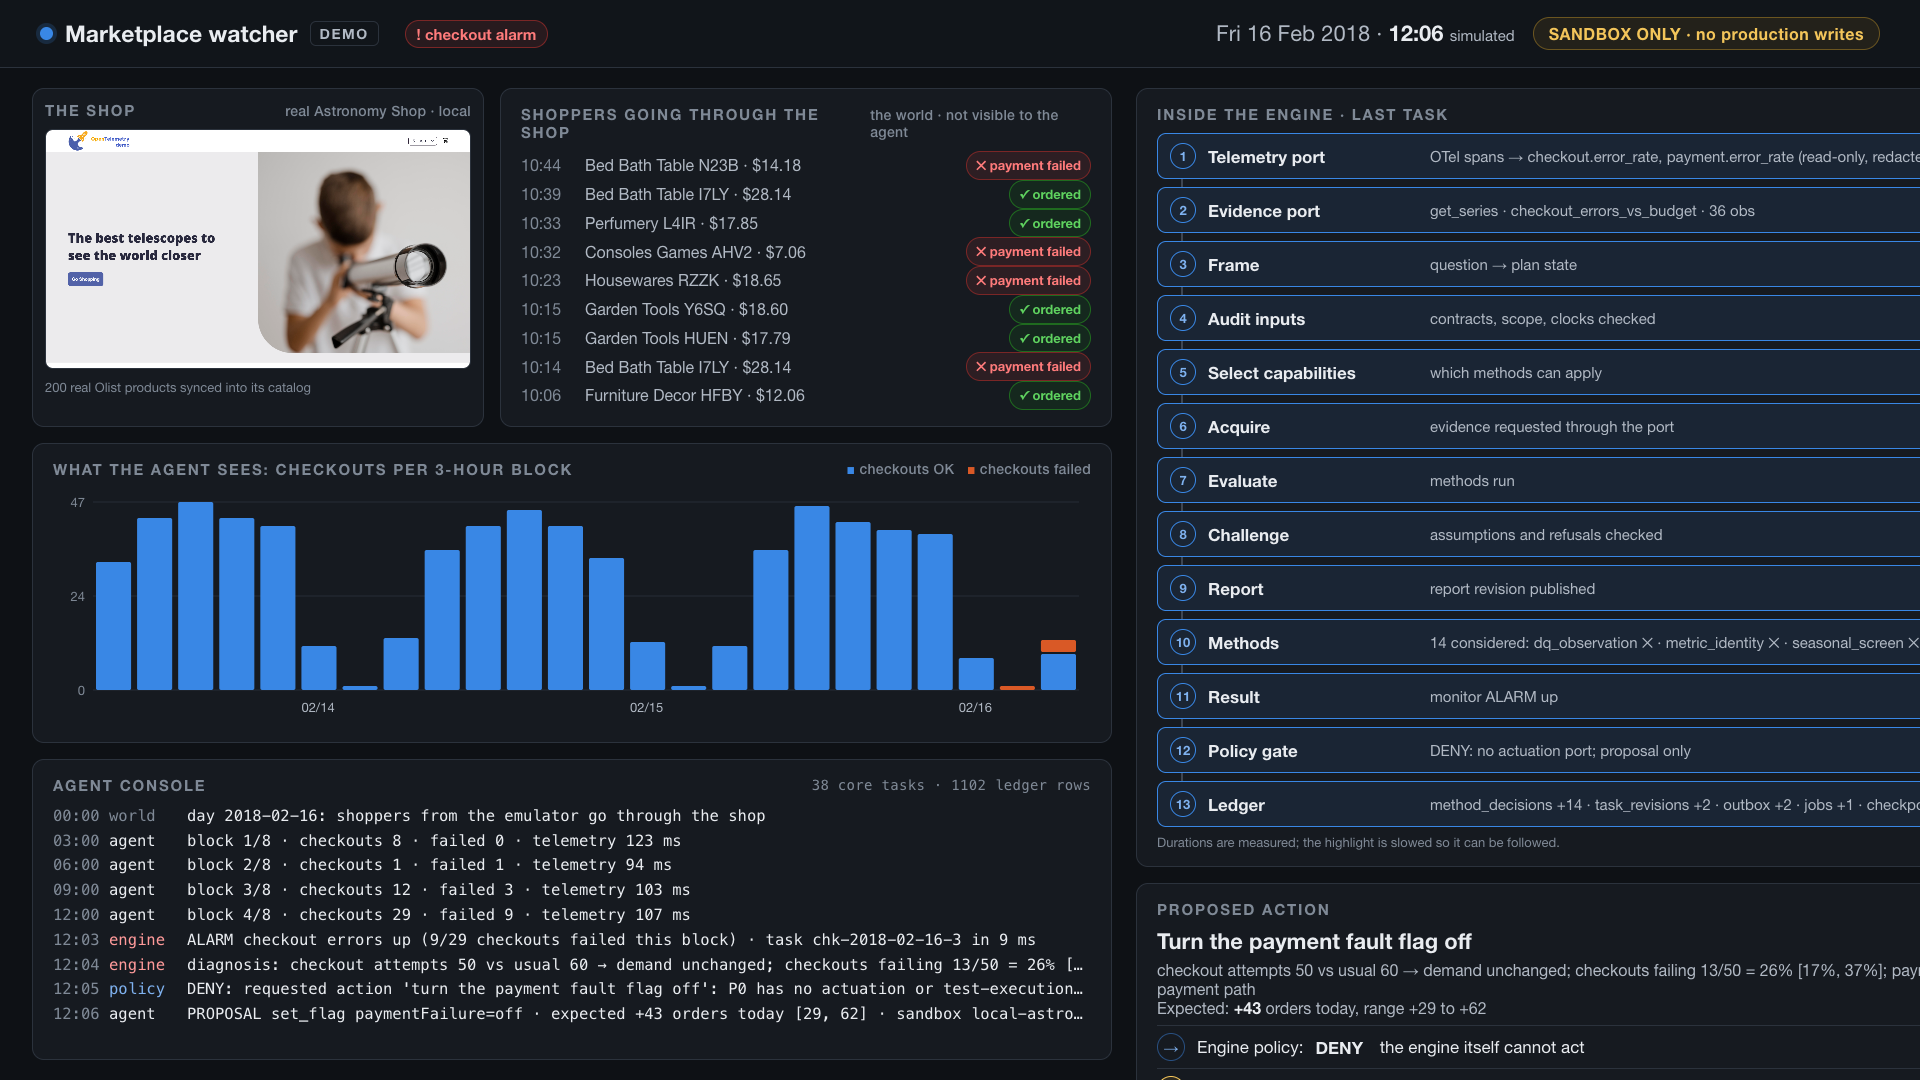 Marketplace watcher
DEMO
! checkout alarm
Fri 16 Feb 2018 · 12:06 simulated
SANDBOX ONLY · no production writes
THE SHOP
real Astronomy Shop · local
OpenTelemetry
demo
The best telescopes to
see the world closer
Go Shopping
200 real Olist products synced into its catalog
SHOPPERS GOING THROUGH THE
SHOP
the world · not visible to the
agent
10:44 Bed Bath Table N23B · $14.18 ✕ payment failed
10:39 Bed Bath Table I7LY · $28.14 ✓ ordered
10:33 Perfumery L4IR · $17.85 ✓ ordered
10:32 Consoles Games AHV2 · $7.06 ✕ payment failed
10:23 Housewares RZZK · $18.65 ✕ payment failed
10:15 Garden Tools Y6SQ · $18.60 ✓ ordered
10:15 Garden Tools HUEN · $17.79 ✓ ordered
10:14 Bed Bath Table I7LY · $28.14 ✕ payment failed
10:06 Furniture Decor HFBY · $12.06 ✓ ordered
WHAT THE AGENT SEES: CHECKOUTS PER 3-HOUR BLOCK
checkouts OK checkouts failed
47
24
0
02/14 02/15 02/16
AGENT CONSOLE
38 core tasks · 1102 ledger rows
00:00 world day 2018-02-16: shoppers from the emulator go through the shop
03:00 agent block 1/8 · checkouts 8 · failed 0 · telemetry 123 ms
06:00 agent block 2/8 · checkouts 1 · failed 1 · telemetry 94 ms
09:00 agent block 3/8 · checkouts 12 · failed 3 · telemetry 103 ms
12:00 agent block 4/8 · checkouts 29 · failed 9 · telemetry 107 ms
12:03 engine ALARM checkout errors up (9/29 checkouts failed this block) · task chk-2018-02-16-3 in 9 ms
12:04 engine diagnosis: checkout attempts 50 vs usual 60 → demand unchanged; checkouts failing 13/50 = 26% […
12:05 policy DENY: requested action 'turn the payment fault flag off': P0 has no actuation or test-execution…
12:06 agent PROPOSAL set_flag paymentFailure=off · expected +43 orders today [29, 62] · sandbox local-astro…
INSIDE THE ENGINE · LAST TASK
1 Telemetry port OTel spans → checkout.error_rate, payment.error_rate (read-only, redacte
2 Evidence port get_series · checkout_errors_vs_budget · 36 obs
3 Frame question → plan state
4 Audit inputs contracts, scope, clocks checked
5 Select capabilities which methods can apply
6 Acquire evidence requested through the port
7 Evaluate methods run
8 Challenge assumptions and refusals checked
9 Report report revision published
10 Methods 14 considered: dq_observation ✕ · metric_identity ✕ · seasonal_screen ✕
11 Result monitor ALARM up
12 Policy gate DENY: no actuation port; proposal only
13 Ledger method_decisions +14 · task_revisions +2 · outbox +2 · jobs +1 · checkpo
Durations are measured; the highlight is slowed so it can be followed.
PROPOSED ACTION
Turn the payment fault flag off
checkout attempts 50 vs usual 60 → demand unchanged; checkouts failing 13/50 = 26% [17%, 37%]; pay
payment path
Expected: +43 orders today, range +29 to +62
→ Engine policy: DENY the engine itself cannot act